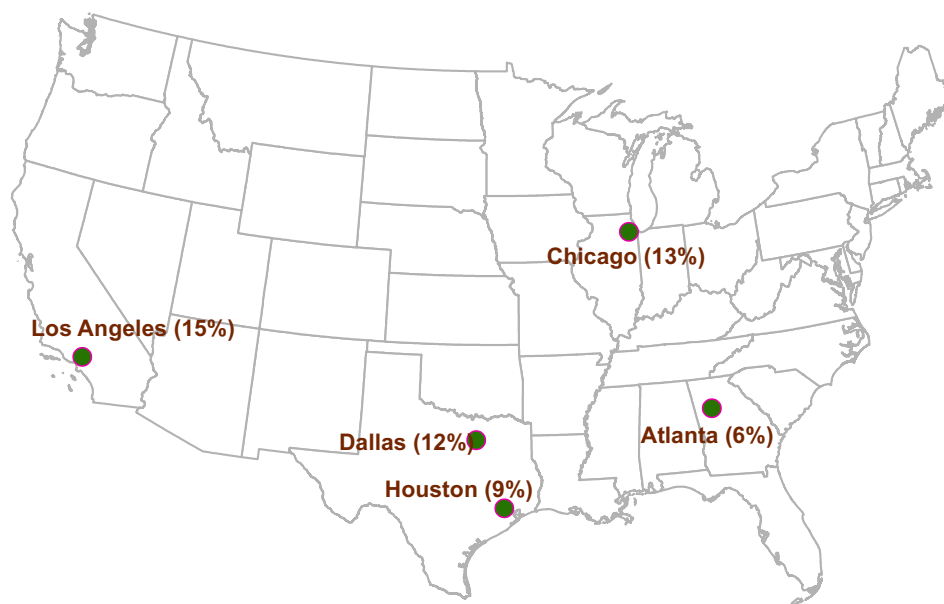 Chicago (13%)
Los Angeles (15%)
Dallas (12%)
Atlanta (6%)
Houston (9%)